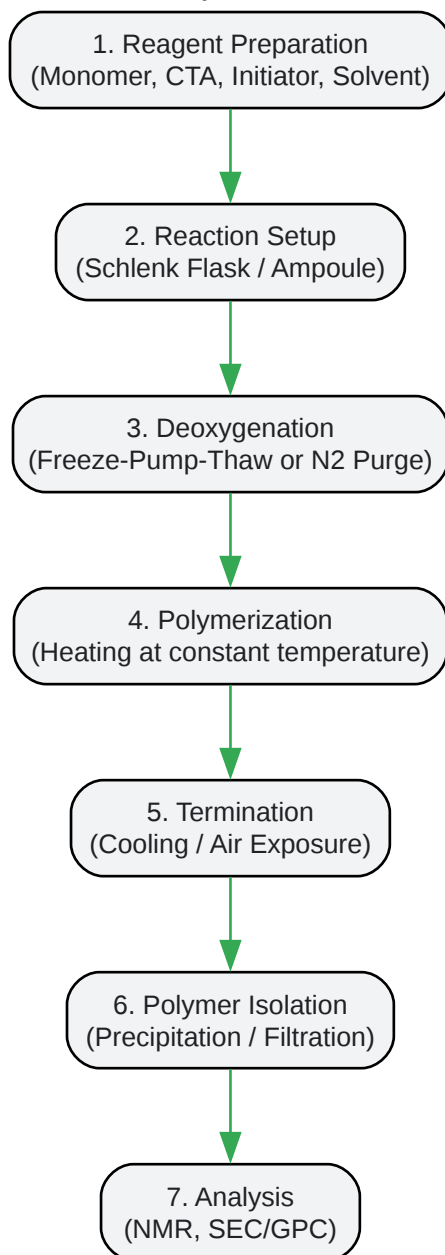 1. Reagent Preparation
(Monomer, CTA, Initiator, Solvent)
2. Reaction Setup
(Schlenk Flask / Ampoule)
3. Deoxygenation
(Freeze-Pump-Thaw or N2 Purge)
4. Polymerization
(Heating at constant temperature)
5. Termination
(Cooling / Air Exposure)
6. Polymer Isolation
(Precipitation / Filtration)
7. Analysis
(NMR, SEC/GPC)